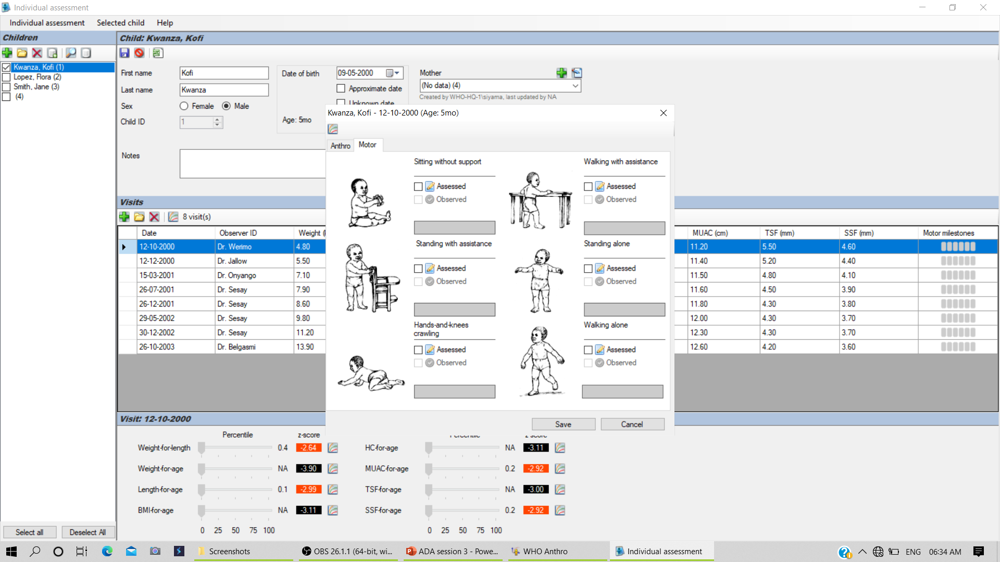 Individual assessment
Individual assessment Selected child Help
Children
Child: Kwanza, Kofi
Kwanza, Kofi (1)
Lopez, Flora (2)
Smith, Jane (3)
(4)
First name Kofi
Last name Kwanza
Sex Female Male
Child ID 1
Notes
Date of birth 09-05-2000
Approximate date
Unknown date
Age: 5mo
Mother
(No data) (4)
Created by WHO-HQ-1\siyama, last updated by NA
Kwanza, Kofi - 12-10-2000 (Age: 5mo)
Anthro Motor
Sitting without support
Assessed
Observed
Walking with assistance
Assessed
Observed
Standing with assistance
Assessed
Observed
Standing alone
Assessed
Observed
Hands-and-knees
crawling
Assessed
Observed
Walking alone
Assessed
Observed
Save Cancel
Visits
8 visit(s)
Date Observer ID Weight MUAC (cm) TSF (mm) SSF (mm) Motor milestones
12-10-2000 Dr. Werimo 4.80 11.20 5.50 4.60
12-12-2000 Dr. Jallow 5.50 11.40 5.20 4.40
15-03-2001 Dr. Onyango 7.10 11.50 4.80 4.10
26-07-2001 Dr. Sesay 7.90 11.60 4.50 3.90
26-12-2001 Dr. Sesay 8.60 11.80 4.30 3.80
29-05-2002 Dr. Sesay 9.80 12.00 4.30 3.70
30-12-2002 Dr. Sesay 11.20 12.30 4.30 3.70
26-10-2003 Dr. Belgasmi 13.90 12.60 4.20 3.60
Visit: 12-10-2000
Percentile z-score Percentile z-score
Weight-for-length 0.4 -2.64 HC-for-age NA -3.11
Weight-for-age NA -3.90 MUAC-for-age 0.2 -2.92
Length-for-age 0.1 -2.99 TSF-for-age NA -3.00
BMI-for-age NA -3.11 SSF-for-age 0.2 -2.92
0 25 50 75 100 0 25 50 75 100
Select all Deselect All
Screenshots OBS 26.1.1 (64-bit, wi... ADA session 3 - Powe... WHO Anthro Individual assessment ENG 06:34 AM